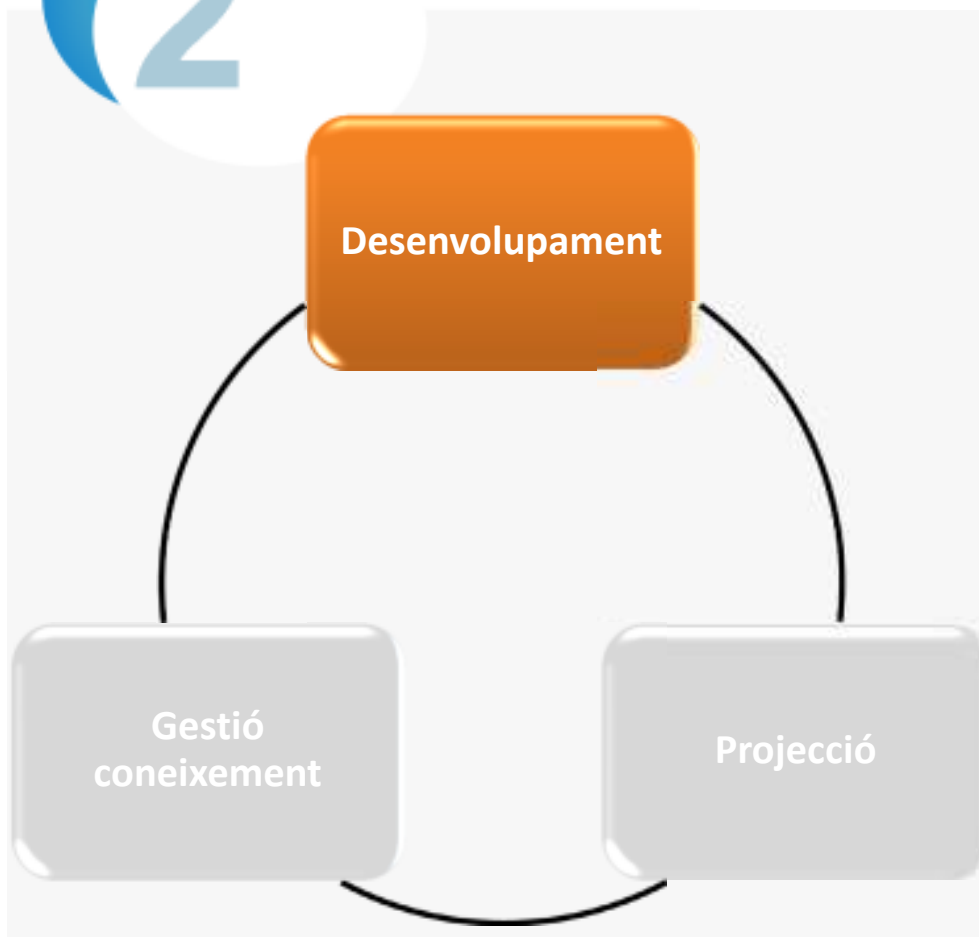 2
Desenvolupament
Gestió
coneixement
Projecció